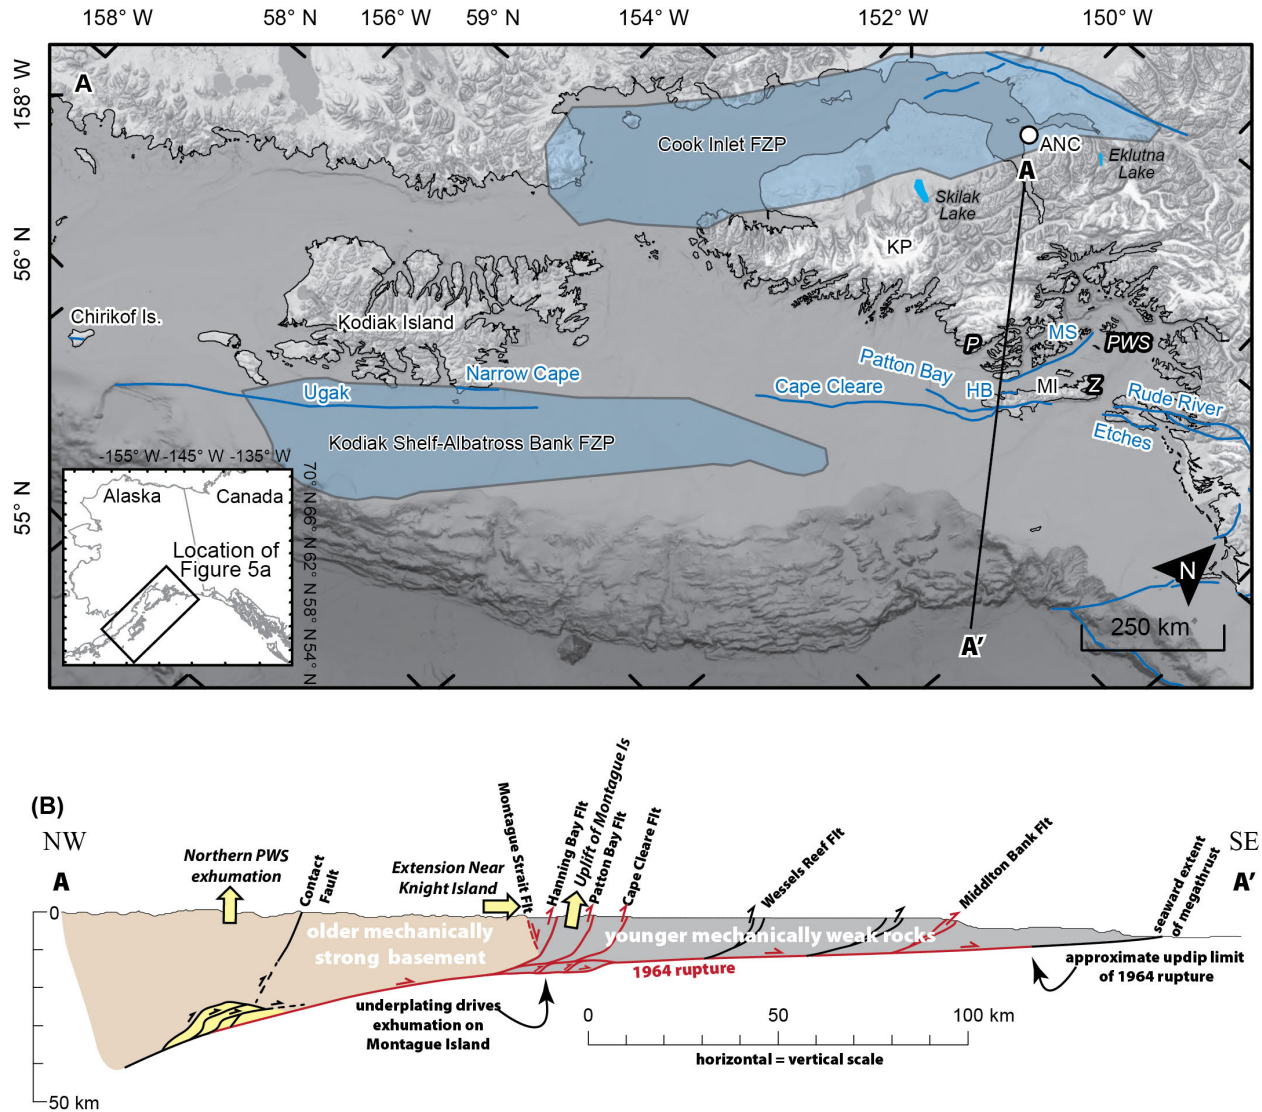 158° W
58° N
156° W
59° N
154° W
152° W
150° W
158° W
56° N
55° N
A
Cook Inlet FZP
ANC
A
Eklutna
Lake
Skilak
Lake
KP
Chirikof Is.
Kodiak Island
P
MS
PWS
Patton Bay
Narrow Cape
Ugak
Cape Cleare
HB
MI
Z
Rude River
Etches
Kodiak Shelf-Albatross Bank FZP
-155° W
-145° W
-135° W
Alaska
Canada
Location of
Figure 5a
70° N
66° N
62° N
58° N
54° N
N
250 km
A'
(B)
NW
SE
A
A'
Northern PWS
exhumation
Contact
Fault
Extension Near
Knight Island
Montague Strait Flt
Hanning Bay Flt
Uplift of Montague Is
Patton Bay Flt
Cape Cleare Flt
Wessels Reef Flt
Middlton Bank Flt
seaward extent
of megathrust
0
older mechanically
strong basement
younger mechanically weak rocks
1964 rupture
approximate updip limit
of 1964 rupture
underplating drives
exhumation on
Montague Island
0
50
100 km
horizontal = vertical scale
50 km